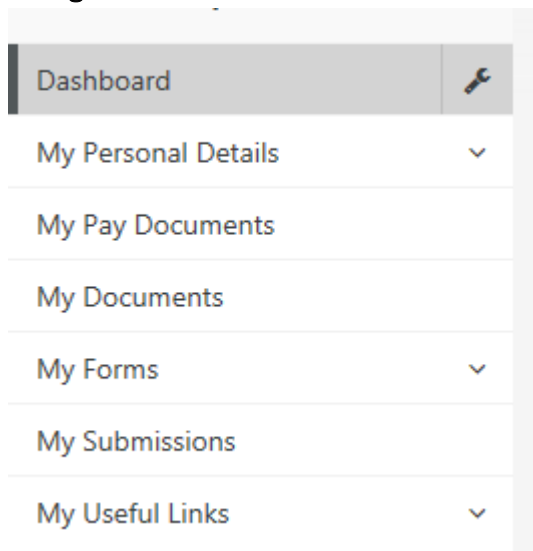 Dashboard
My Personal Details
My Pay Documents
My Documents
My Forms
My Submissions
My Useful Links